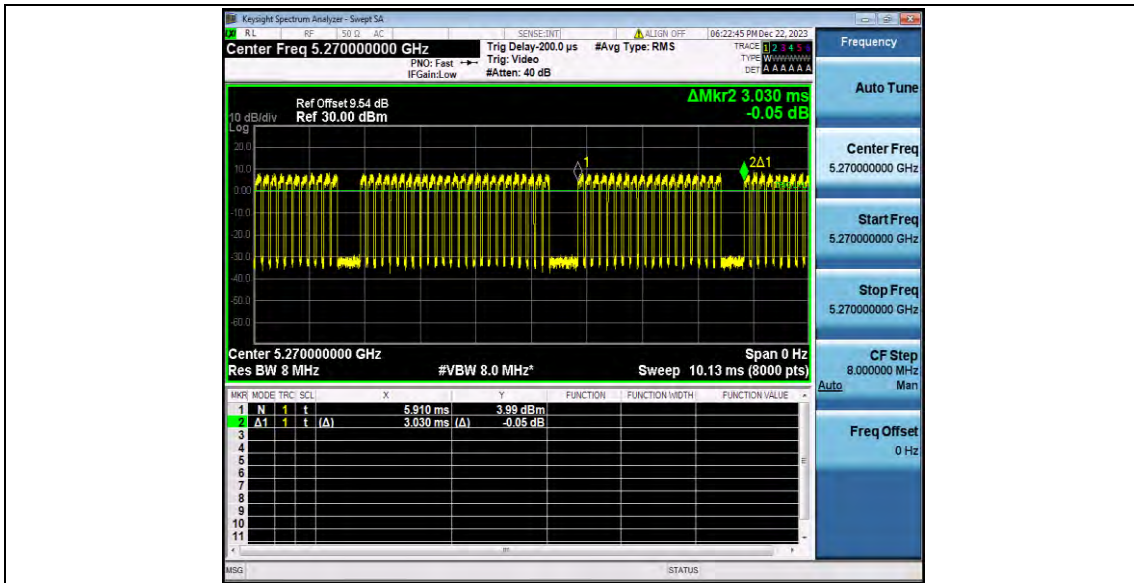 Keysight Spectrum Analyzer - Swept SA
RL RF 50 Ω AC SENSE:INT ALIGN OFF 06:22:45 PM Dec 22, 2023
Center Freq 5.270000000 GHz
PNO: Fast
IFGain:Low
Trig Delay-200.0 µs
Trig: Video
#Atten: 40 dB
#Avg Type: RMS
TRACE 1 2 3 4 5 6
TYPE WWWWWW
DET A A A A A A
ΔMkr2 3.030 ms
-0.05 dB
Ref Offset 9.54 dB
10 dB/div Ref 30.00 dBm
Log
20.0
10.0
0.00
-10.0
-20.0
-30.0
-40.0
-50.0
-60.0
1
2Δ1
Center 5.270000000 GHz Span 0 Hz
Res BW 8 MHz #VBW 8.0 MHz* Sweep 10.13 ms (8000 pts)
MKR MODE TRC SCL X Y FUNCTION FUNCTION WIDTH FUNCTION VALUE
1 N 1 t 5.910 ms 3.99 dBm
2 Δ1 1 t (Δ) 3.030 ms (Δ) -0.05 dB
3
4
5
6
7
8
9
10
11
MSG STATUS
Frequency
Auto Tune
Center Freq
5.270000000 GHz
Start Freq
5.270000000 GHz
Stop Freq
5.270000000 GHz
CF Step
8.000000 MHz
Auto Man
Freq Offset
0 Hz